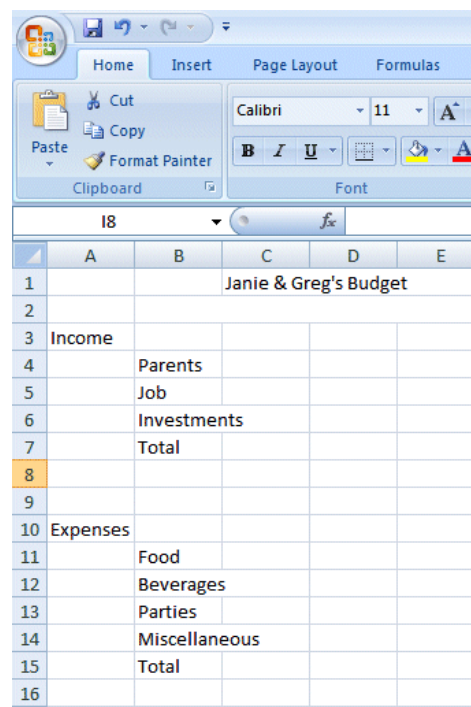 Home Insert Page Layout Formulas
Cut
Copy
Format Painter
Paste
Calibri 11 A
B I U A
Clipboard Font
I8 fx
A B C D E
1 Janie & Greg's Budget
2
3 Income
4 Parents
5 Job
6 Investments
7 Total
8
9
10 Expenses
11 Food
12 Beverages
13 Parties
14 Miscellaneous
15 Total
16